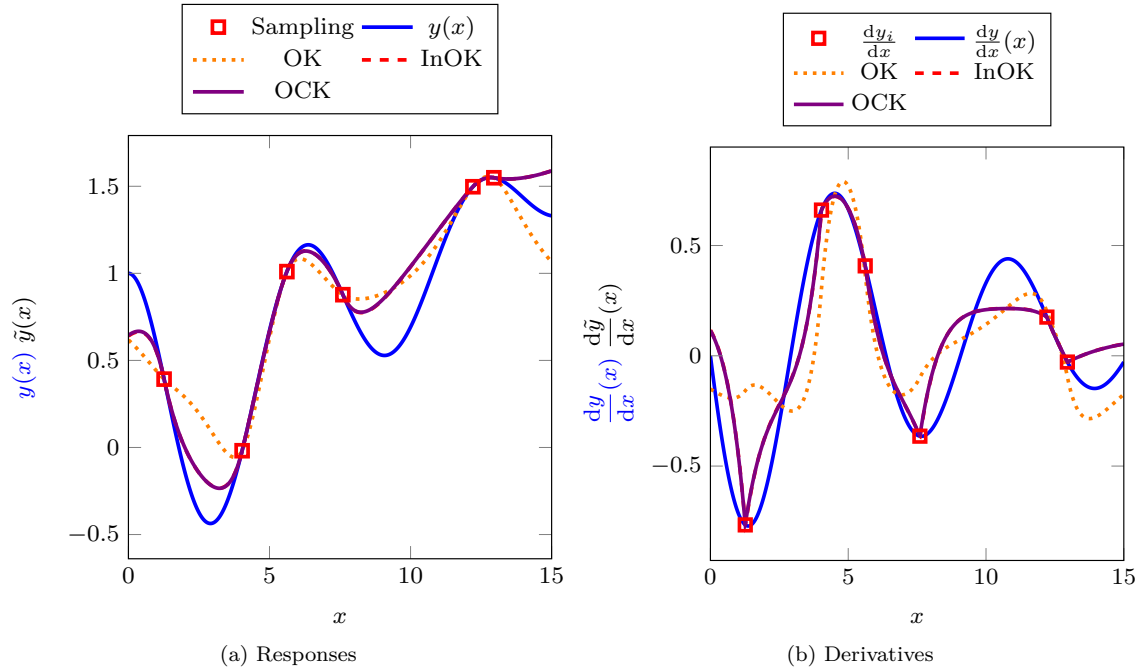 Sampling y(x)
OK InOK
OCK
1.5
1
0.5
0
−0.5
0 5 10 15
x
y(x) ỹ(x)
(a) Responses
dy_i/dx dy/dx(x)
OK InOK
OCK
0.5
0
−0.5
0 5 10 15
x
dy/dx(x) dỹ/dx(x)
(b) Derivatives